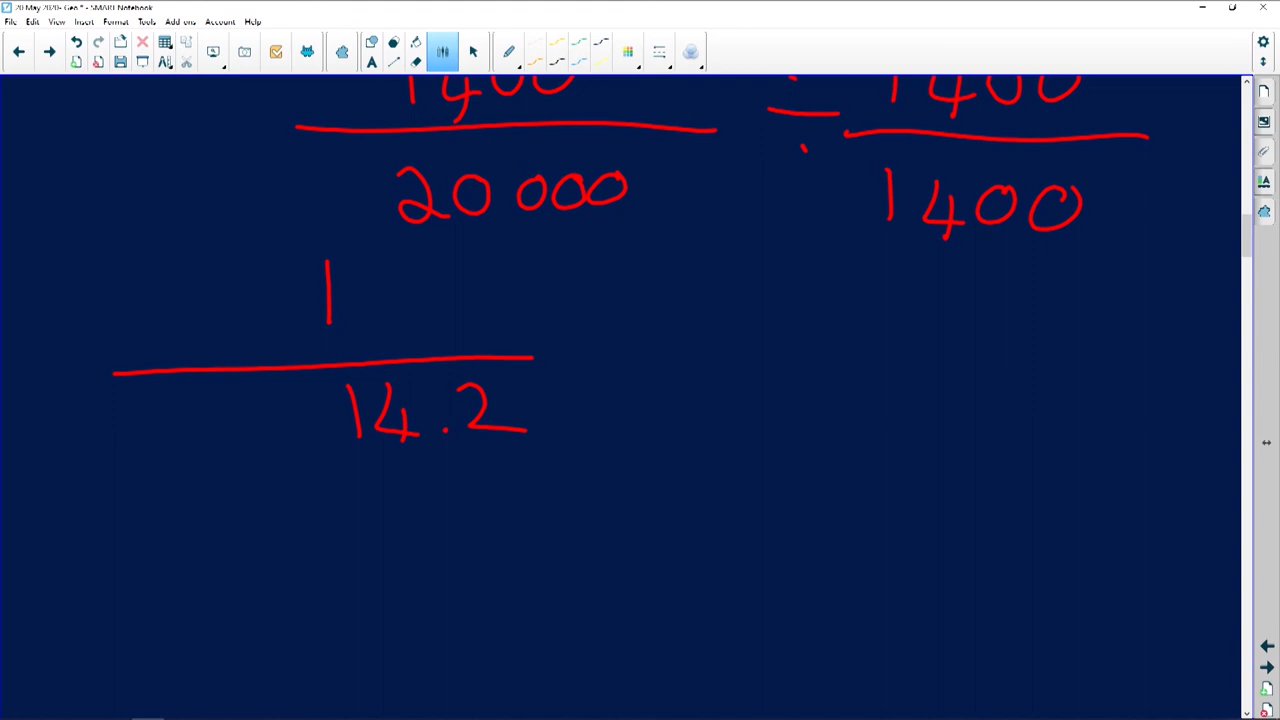 20 May 2020- Geo * - SMART Notebook
File Edit View Insert Format Tools Add-ons Account Help
1400 ÷ 1400
20 000 1400
1
14.2